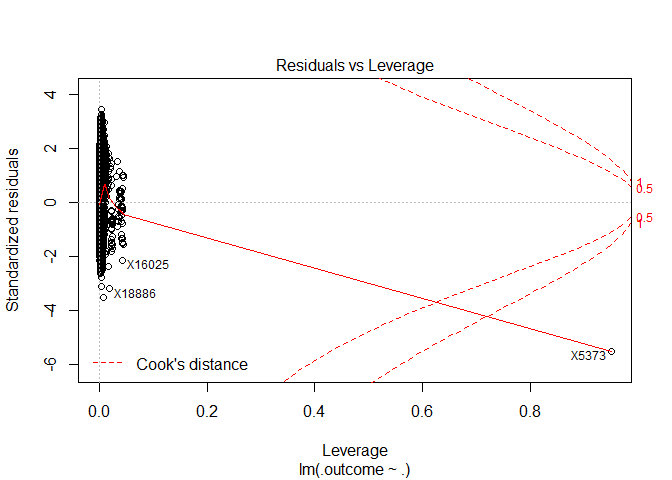 Residuals vs Leverage
Standardized residuals
4
2
0
-2
-4
-6
1
0.5
0.5
1
X16025
X18886
X5373
Cook's distance
0.0
0.2
0.4
0.6
0.8
Leverage
lm(.outcome ~ .)